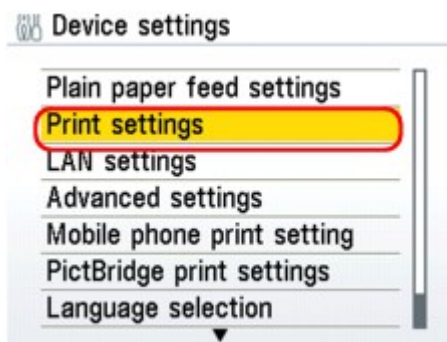 Device settings
Plain paper feed settings
Print settings
LAN settings
Advanced settings
Mobile phone print setting
PictBridge print settings
Language selection